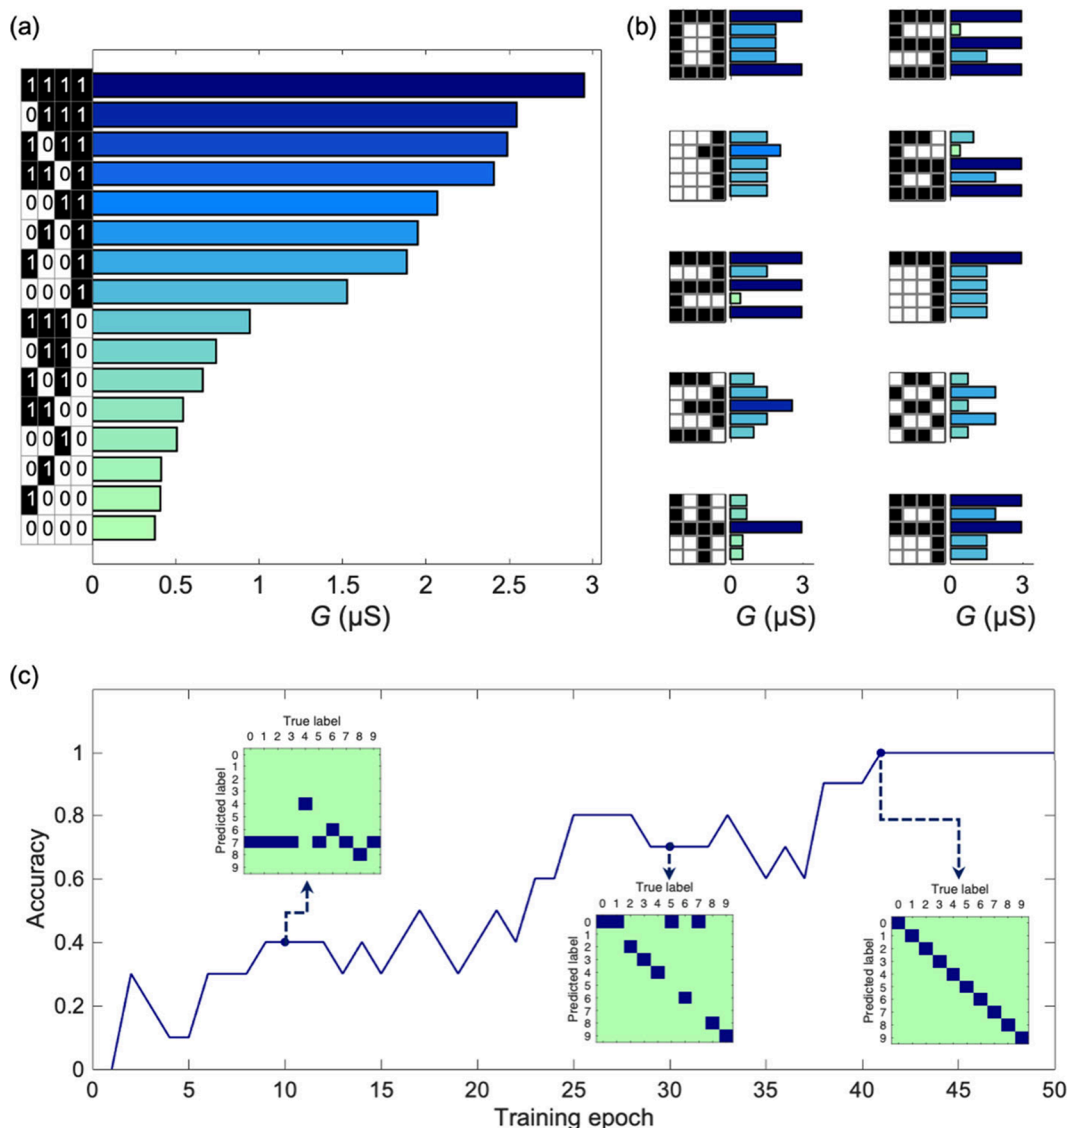 (a)
1 1 1 1
0 1 1 1
1 0 1 1
1 1 0 1
0 0 1 1
0 1 0 1
1 0 0 1
0 0 0 1
1 1 1 0
0 1 1 0
1 0 1 0
1 1 0 0
0 0 1 0
0 1 0 0
1 0 0 0
0 0 0 0
0 0.5 1 1.5 2 2.5 3
G (µS)
(b)
0 3 0 3
G (µS) G (µS)
(c)
Accuracy
1
0.8
0.6
0.4
0.2
0
True label
0 1 2 3 4 5 6 7 8 9
Predicted label
0
1
2
3
4
5
6
7
8
9
True label
0 1 2 3 4 5 6 7 8 9
Predicted label
0
1
2
3
4
5
6
7
8
9
True label
0 1 2 3 4 5 6 7 8 9
Predicted label
0
1
2
3
4
5
6
7
8
9
0 5 10 15 20 25 30 35 40 45 50
Training epoch